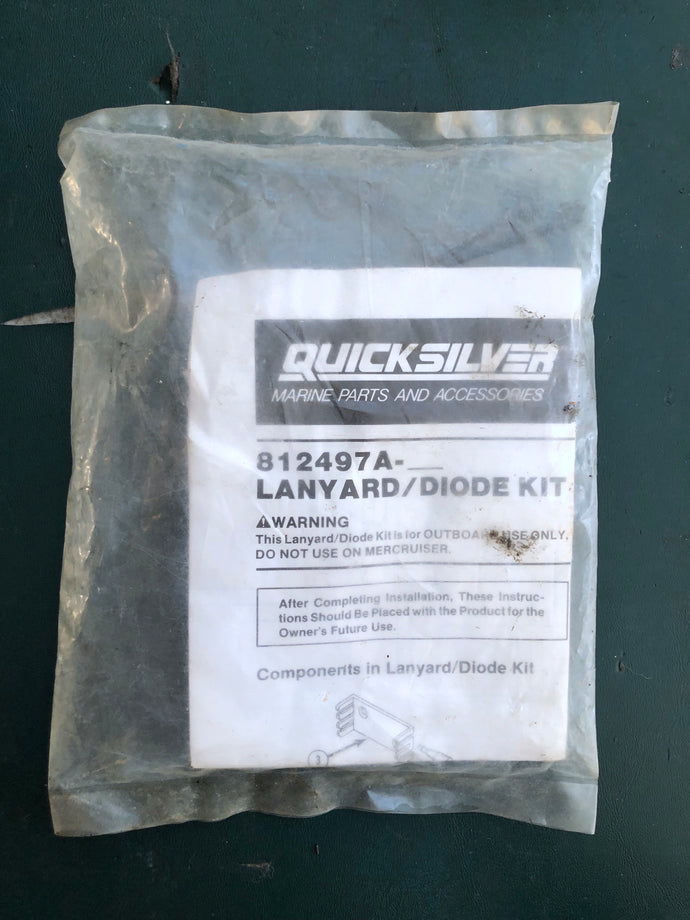 QUICKSILVER
MARINE PARTS AND ACCESSORIES
812497A-__
LANYARD/DIODE KIT
⚠WARNING
This Lanyard/Diode Kit is for OUTBOARD USE ONLY.
DO NOT USE ON MERCRUISER.
After Completing Installation, These Instruc-
tions Should Be Placed with the Product for the
Owner's Future Use.
Components in Lanyard/Diode Kit
3